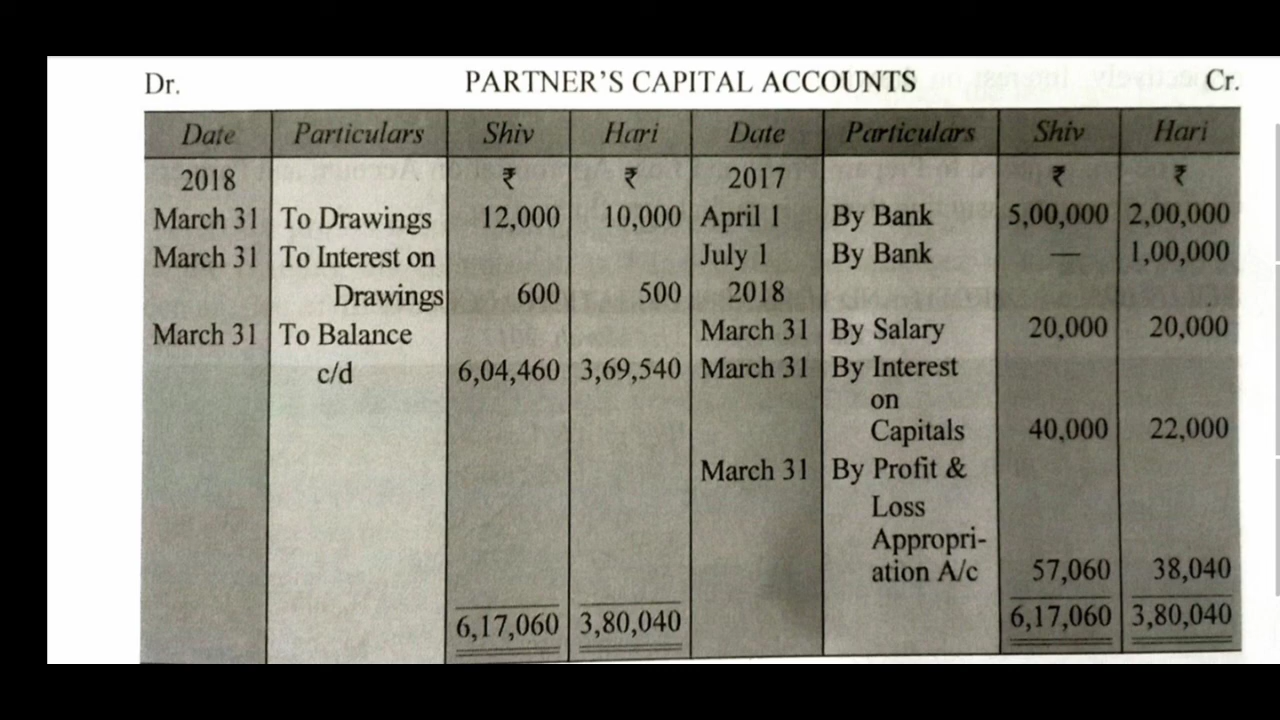 Dr. PARTNER'S CAPITAL ACCOUNTS Cr.
Date Particulars Shiv Hari Date Particulars Shiv Hari
2018 ₹ ₹ 2017 ₹ ₹
March 31 To Drawings 12,000 10,000 April 1 By Bank 5,00,000 2,00,000
March 31 To Interest on July 1 By Bank — 1,00,000
Drawings 600 500 2018
March 31 To Balance March 31 By Salary 20,000 20,000
c/d 6,04,460 3,69,540 March 31 By Interest
on
Capitals 40,000 22,000
March 31 By Profit &
Loss
Appropri-
ation A/c 57,060 38,040
6,17,060 3,80,040 6,17,060 3,80,040